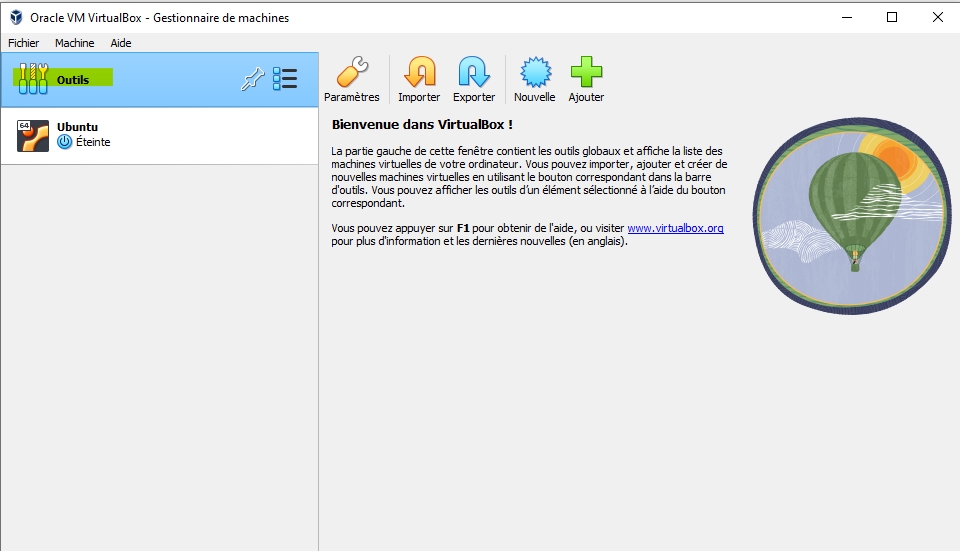 Oracle VM VirtualBox - Gestionnaire de machines
Fichier Machine Aide
Outils
Paramètres Importer Exporter Nouvelle Ajouter
64
Ubuntu
Éteinte
Bienvenue dans VirtualBox !
La partie gauche de cette fenêtre contient les outils globaux et affiche la liste des
machines virtuelles de votre ordinateur. Vous pouvez importer, ajouter et créer de
nouvelles machines virtuelles en utilisant le bouton correspondant dans la barre
d'outils. Vous pouvez afficher les outils d’un élément sélectionné à l’aide du bouton
correspondant.
Vous pouvez appuyer sur F1 pour obtenir de l'aide, ou visiter www.virtualbox.org
pour plus d'information et les dernières nouvelles (en anglais).